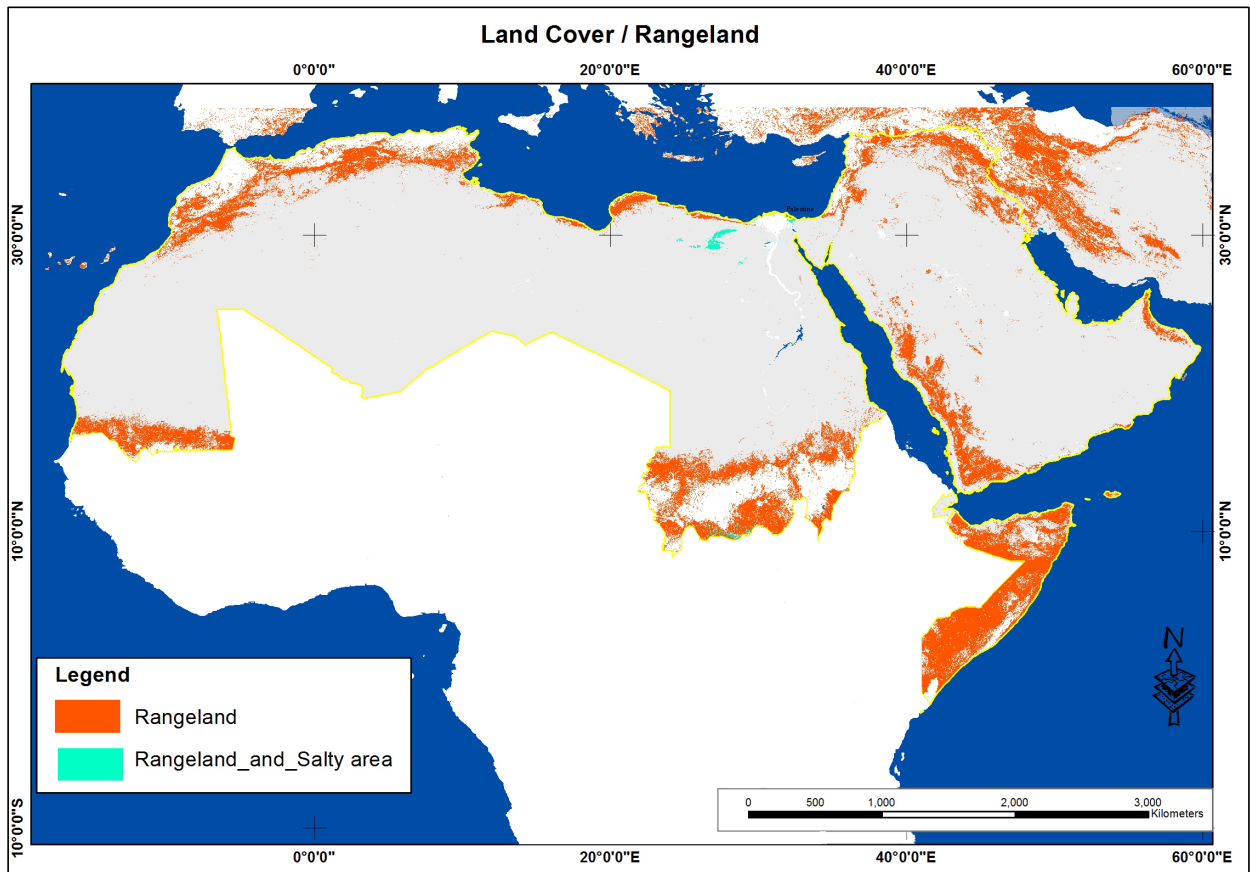 Land Cover / Rangeland
0°0'0" 20°0'0"E 40°0'0"E 60°0'0"E
30°0'0"N 30°0'0"N
Palestine
10°0'0"N 10°0'0"N
Legend
Rangeland
Rangeland_and_Salty area
N
0 500 1,000 2,000 3,000
Kilometers
10°0'0"S
0°0'0" 20°0'0"E 40°0'0"E 60°0'0"E